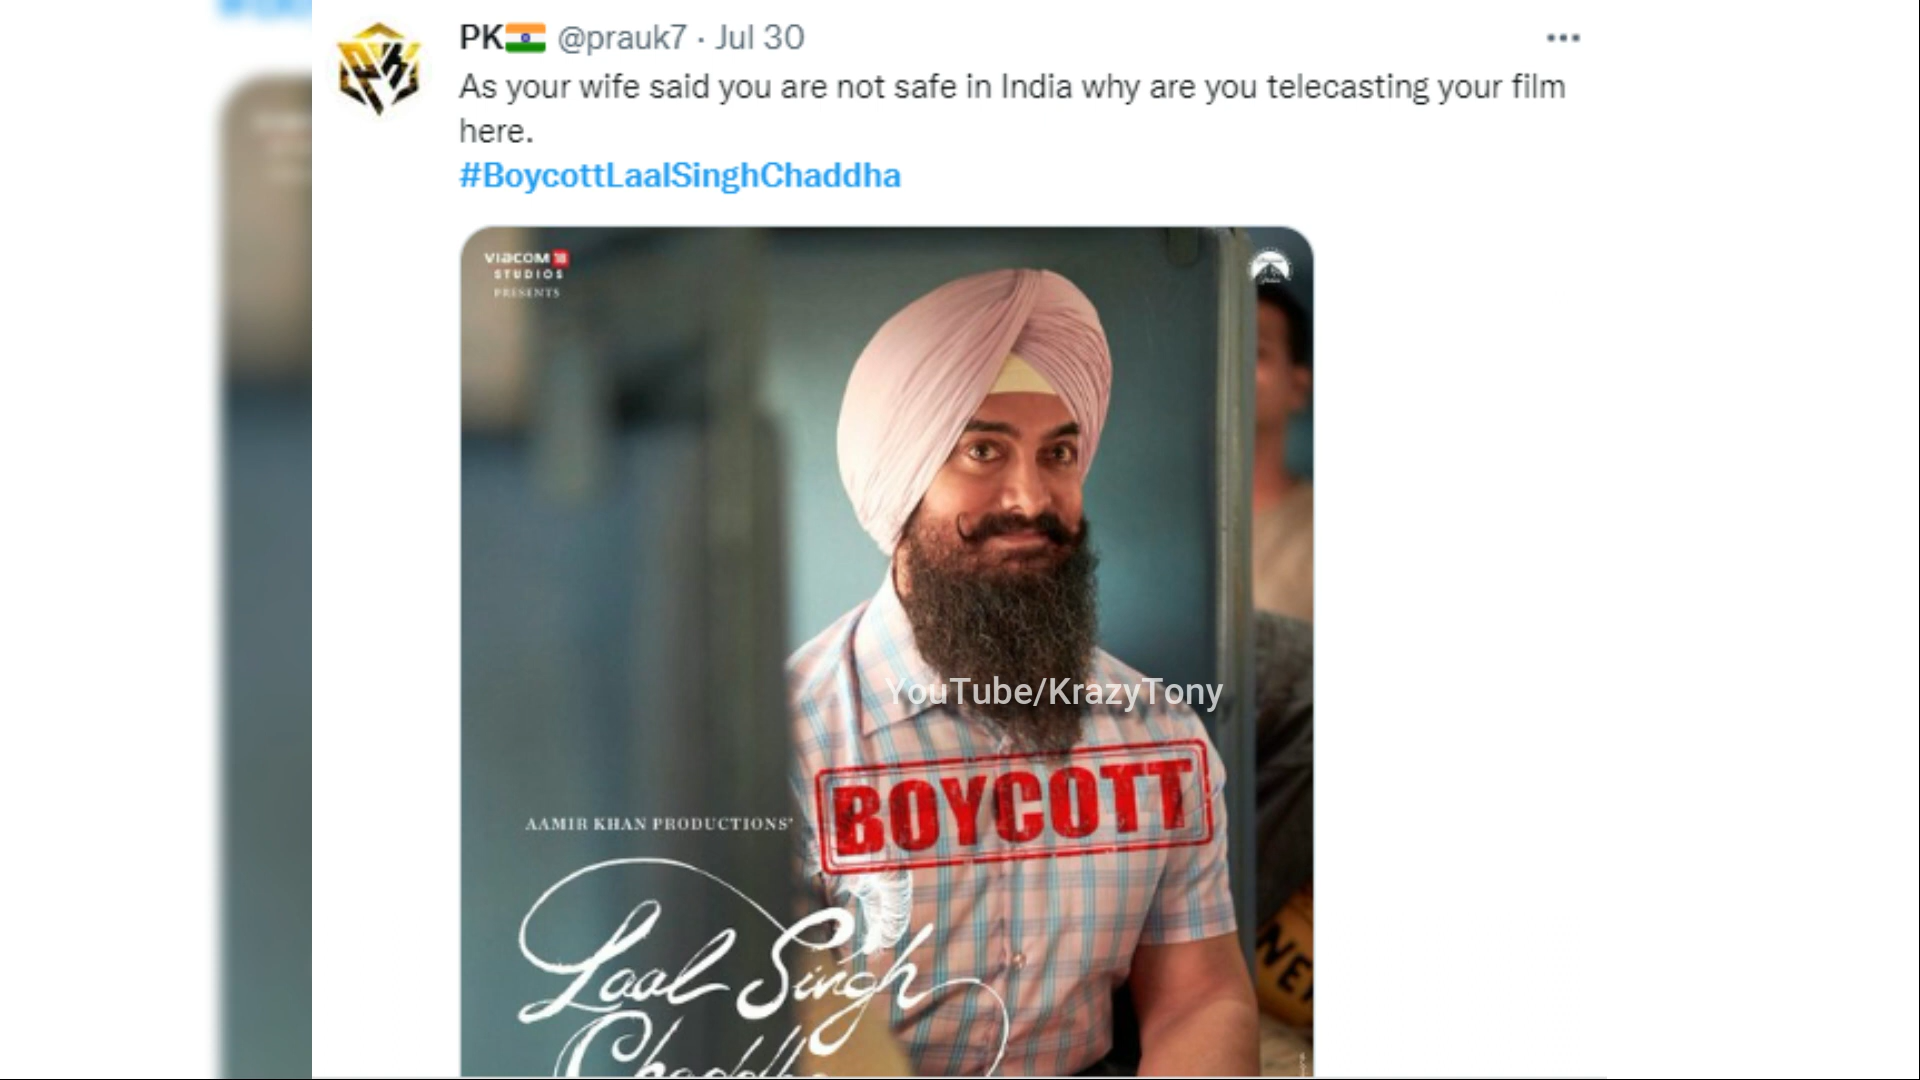 PK @prauk7 · Jul 30
As your wife said you are not safe in India why are you telecasting your film
here.
#BoycottLaalSinghChaddha
VIACOM 18
STUDIOS
PRESENTS
YouTube/KrazyTony
BOYCOTT
AAMIR KHAN PRODUCTIONS'
Laal Singh
Chaddha